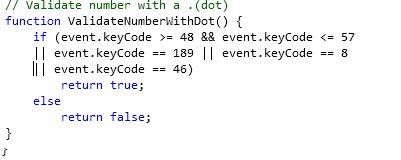 // Validate number with a .(dot)
function ValidateNumberWithDot() {
    if (event.keyCode >= 48 && event.keyCode <= 57
    || event.keyCode == 189 || event.keyCode == 8
    || event.keyCode == 46)
        return true;
    else
        return false;
}
}